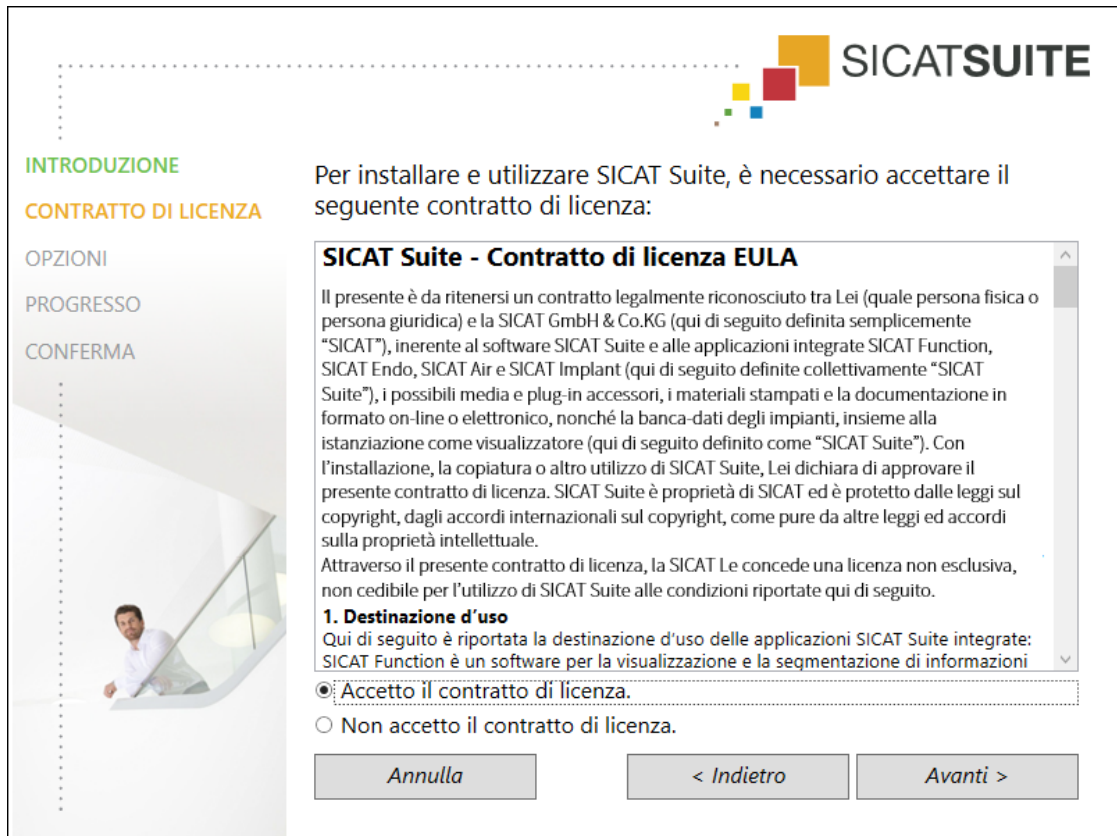 SICATSUITE
INTRODUZIONE
CONTRATTO DI LICENZA
OPZIONI
PROGRESSO
CONFERMA
Per installare e utilizzare SICAT Suite, è necessario accettare il
seguente contratto di licenza:
SICAT Suite - Contratto di licenza EULA
Il presente è da ritenersi un contratto legalmente riconosciuto tra Lei (quale persona fisica o
persona giuridica) e la SICAT GmbH & Co.KG (qui di seguito definita semplicemente
“SICAT”), inerente al software SICAT Suite e alle applicazioni integrate SICAT Function,
SICAT Endo, SICAT Air e SICAT Implant (qui di seguito definite collettivamente “SICAT
Suite”), i possibili media e plug-in accessori, i materiali stampati e la documentazione in
formato on-line o elettronico, nonché la banca-dati degli impianti, insieme alla
istanziazione come visualizzatore (qui di seguito definito come “SICAT Suite”). Con
l’installazione, la copiatura o altro utilizzo di SICAT Suite, Lei dichiara di approvare il
presente contratto di licenza. SICAT Suite è proprietà di SICAT ed è protetto dalle leggi sul
copyright, dagli accordi internazionali sul copyright, come pure da altre leggi ed accordi
sulla proprietà intellettuale.
Attraverso il presente contratto di licenza, la SICAT Le concede una licenza non esclusiva,
non cedibile per l’utilizzo di SICAT Suite alle condizioni riportate qui di seguito.
1. Destinazione d’uso
Qui di seguito è riportata la destinazione d’uso delle applicazioni SICAT Suite integrate:
SICAT Function è un software per la visualizzazione e la segmentazione di informazioni
Accetto il contratto di licenza.
Non accetto il contratto di licenza.
Annulla
< Indietro
Avanti >